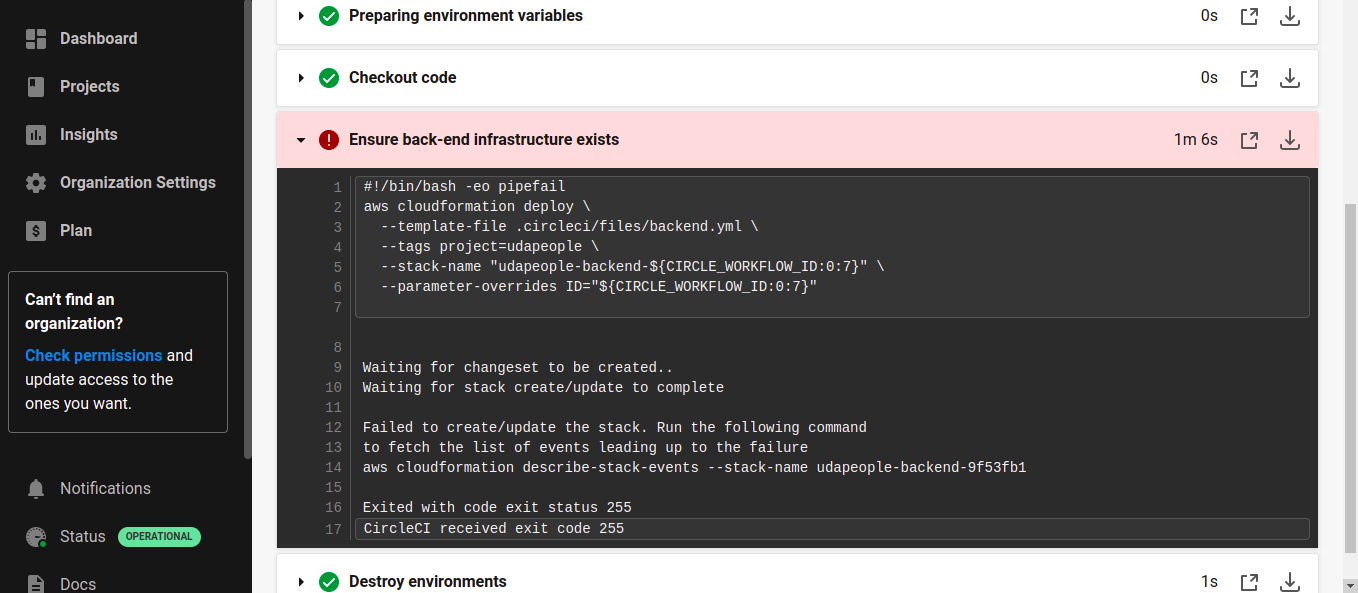 Dashboard
Projects
Insights
Organization Settings
Plan
Can't find an
organization?
Check permissions and
update access to the
ones you want.
Notifications
Status OPERATIONAL
Docs
Preparing environment variables 0s
Checkout code 0s
Ensure back-end infrastructure exists 1m 6s
1 #!/bin/bash -eo pipefail
2 aws cloudformation deploy \
3 --template-file .circleci/files/backend.yml \
4 --tags project=udapeople \
5 --stack-name "udapeople-backend-${CIRCLE_WORKFLOW_ID:0:7}" \
6 --parameter-overrides ID="${CIRCLE_WORKFLOW_ID:0:7}"
7
8
9 Waiting for changeset to be created..
10 Waiting for stack create/update to complete
11
12 Failed to create/update the stack. Run the following command
13 to fetch the list of events leading up to the failure
14 aws cloudformation describe-stack-events --stack-name udapeople-backend-9f53fb1
15
16 Exited with code exit status 255
17 CircleCI received exit code 255
Destroy environments 1s